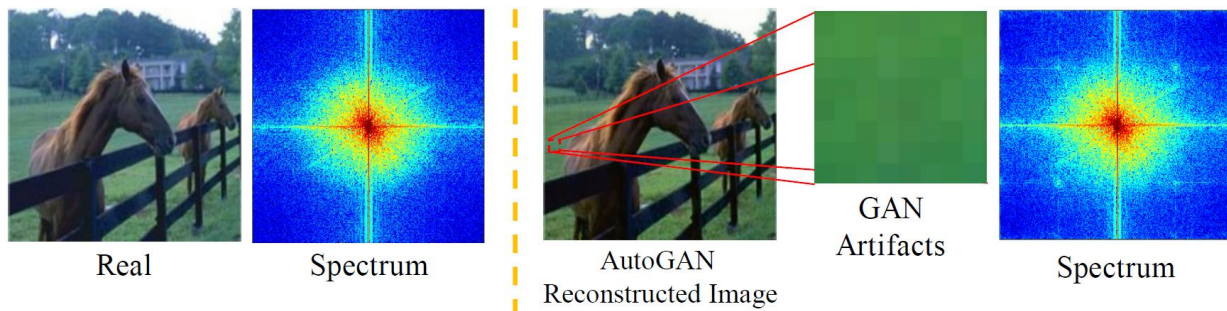 Real
Spectrum
AutoGAN
Reconstructed Image
GAN
Artifacts
Spectrum